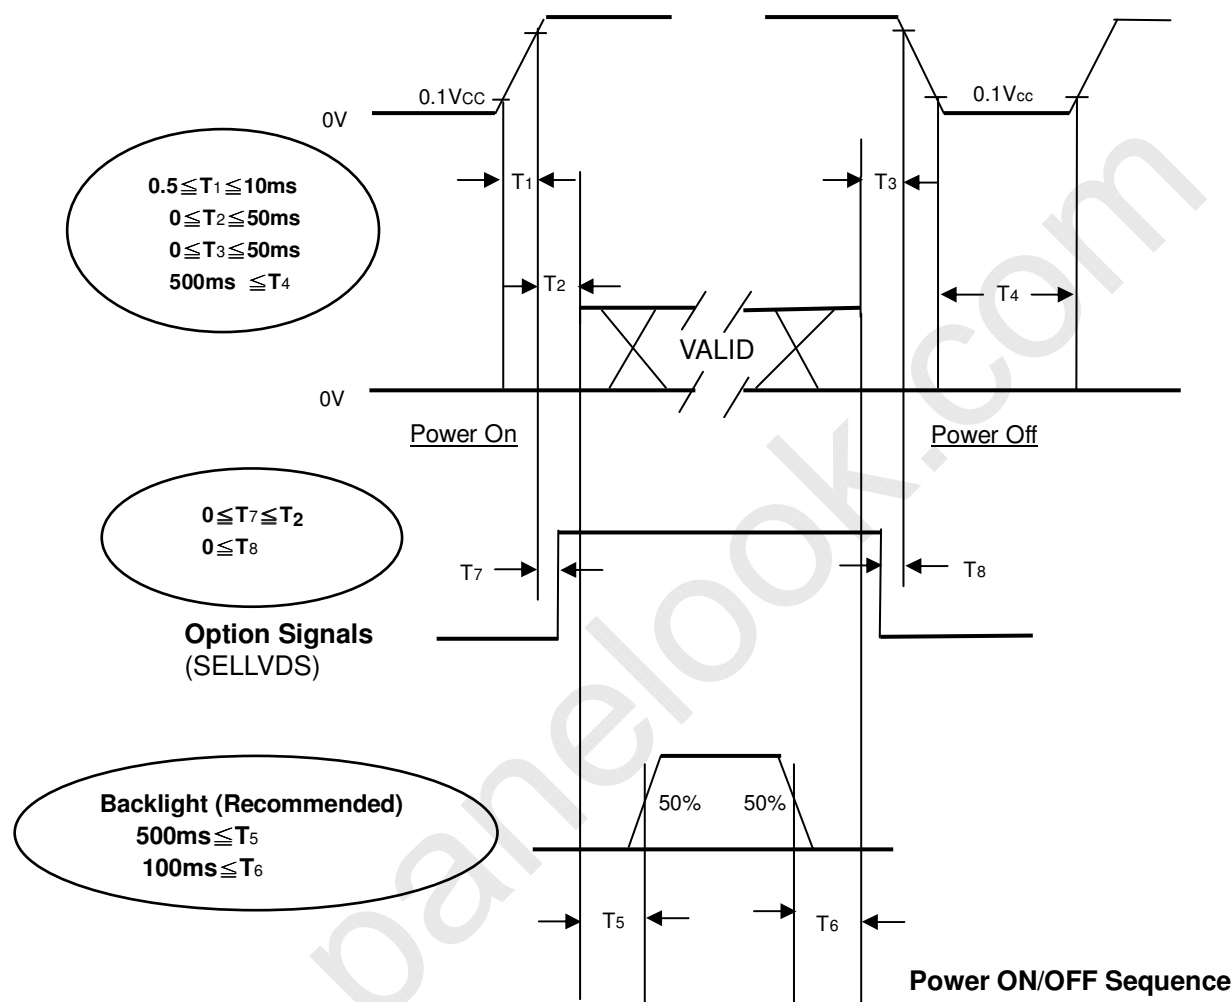 0.1Vcc
0.1Vcc
0V
0.5≦T1≦10ms
0≦T2≦50ms
0≦T3≦50ms
500ms ≦T4
T1
T3
T2
T4
VALID
0V
Power On
Power Off
0≦T7≦T2
0≦T8
T7
T8
Option Signals
(SELLVDS)
Backlight (Recommended)
500ms≦T5
100ms≦T6
50%
50%
T5
T6
Power ON/OFF Sequence
panelook.com